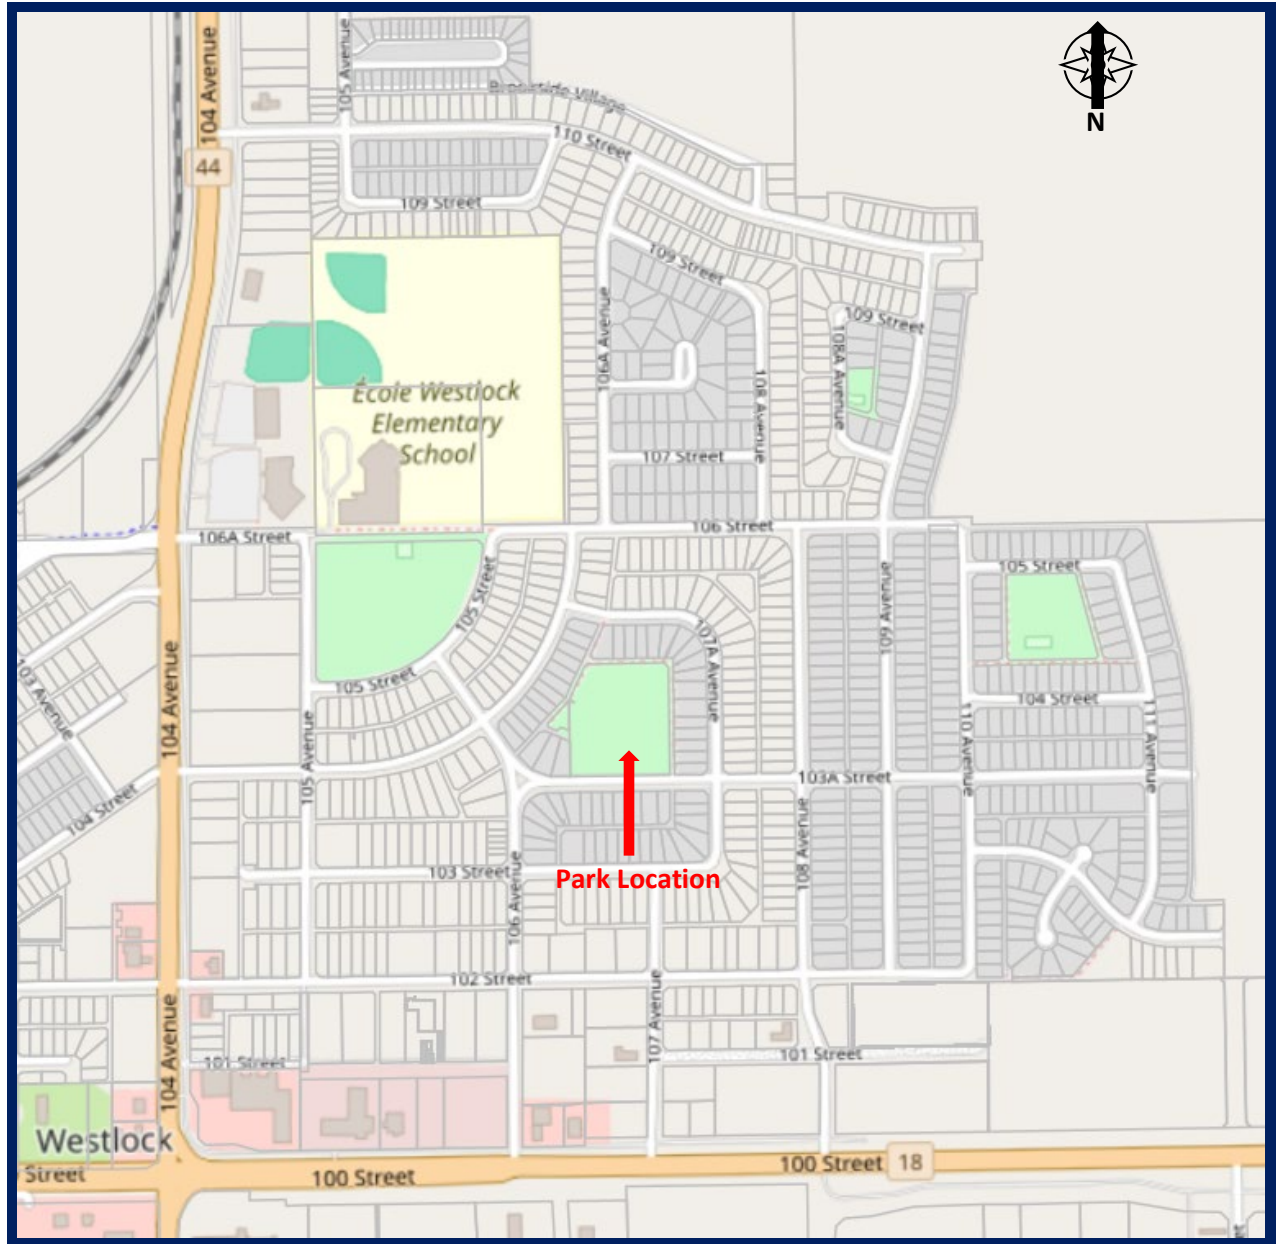 104 Avenue
105 Avenue
Brookside Village
110 Street
N
44
109 Street
109 Street
109 Street
106A Avenue
108A Avenue
108 Avenue
École Westlock
Elementary
School
107 Street
106 Street
106A Street
105 Street
105 Street
109 Avenue
105 Street
107A Avenue
103 Avenue
104 Avenue
105 Avenue
104 Street
110 Avenue
111 Avenue
103A Street
104 Street
108 Avenue
103 Street
Park Location
106 Avenue
102 Street
104 Avenue
107 Avenue
101 Street
101 Street
Westlock
Street
100 Street
100 Street
18